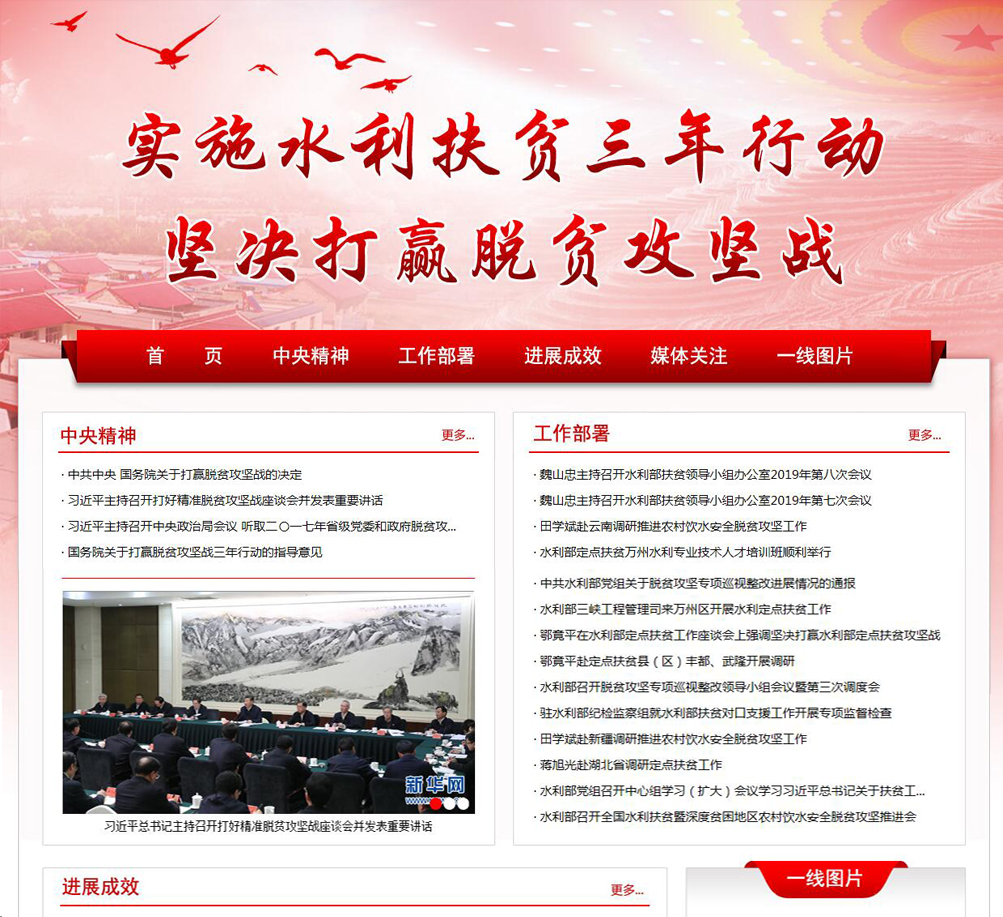 实施水利扶贫三年行动
坚决打赢脱贫攻坚战
首 页 中央精神 工作部署 进展成效 媒体关注 一线图片
中央精神 更多...
· 中共中央 国务院关于打赢脱贫攻坚战的决定
· 习近平主持召开打好精准脱贫攻坚战座谈会并发表重要讲话
· 习近平主持召开中央政治局会议 听取二〇一七年省级党委和政府脱贫攻...
· 国务院关于打赢脱贫攻坚战三年行动的指导意见
新华网
习近平总书记主持召开打好精准脱贫攻坚战座谈会并发表重要讲话
工作部署 更多...
· 魏山忠主持召开水利部扶贫领导小组办公室2019年第八次会议
· 魏山忠主持召开水利部扶贫领导小组办公室2019年第七次会议
· 田学斌赴云南调研推进农村饮水安全脱贫攻坚工作
· 水利部定点扶贫万州水利专业技术人才培训班顺利举行
· 中共水利部党组关于脱贫攻坚专项巡视整改进展情况的通报
· 水利部三峡工程管理司来万州区开展水利定点扶贫工作
· 鄂竟平在水利部定点扶贫工作座谈会上强调坚决打赢水利部定点扶贫攻坚战
· 鄂竟平赴定点扶贫县（区）丰都、武隆开展调研
· 水利部召开脱贫攻坚专项巡视整改领导小组会议暨第三次调度会
· 驻水利部纪检监察组就水利部扶贫对口支援工作开展专项监督检查
· 田学斌赴新疆调研推进农村饮水安全脱贫攻坚工作
· 蒋旭光赴湖北省调研定点扶贫工作
· 水利部党组召开中心组学习（扩大）会议学习习近平总书记关于扶贫工...
· 水利部召开全国水利扶贫暨深度贫困地区农村饮水安全脱贫攻坚推进会
进展成效 更多...
一线图片